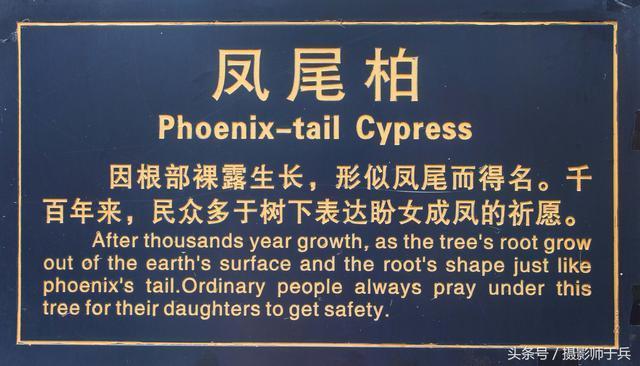 凤尾柏
Phoenix-tail Cypress
因根部裸露生长，形似凤尾而得名。千
百年来，民众多于树下表达盼女成凤的祈愿。
After thousands year growth, as the tree's root grow
out of the earth's surface and the root's shape just like
phoenix's tail.Ordinary people always pray under this
tree for their daughters to get safety.
头条号/摄影师于兵